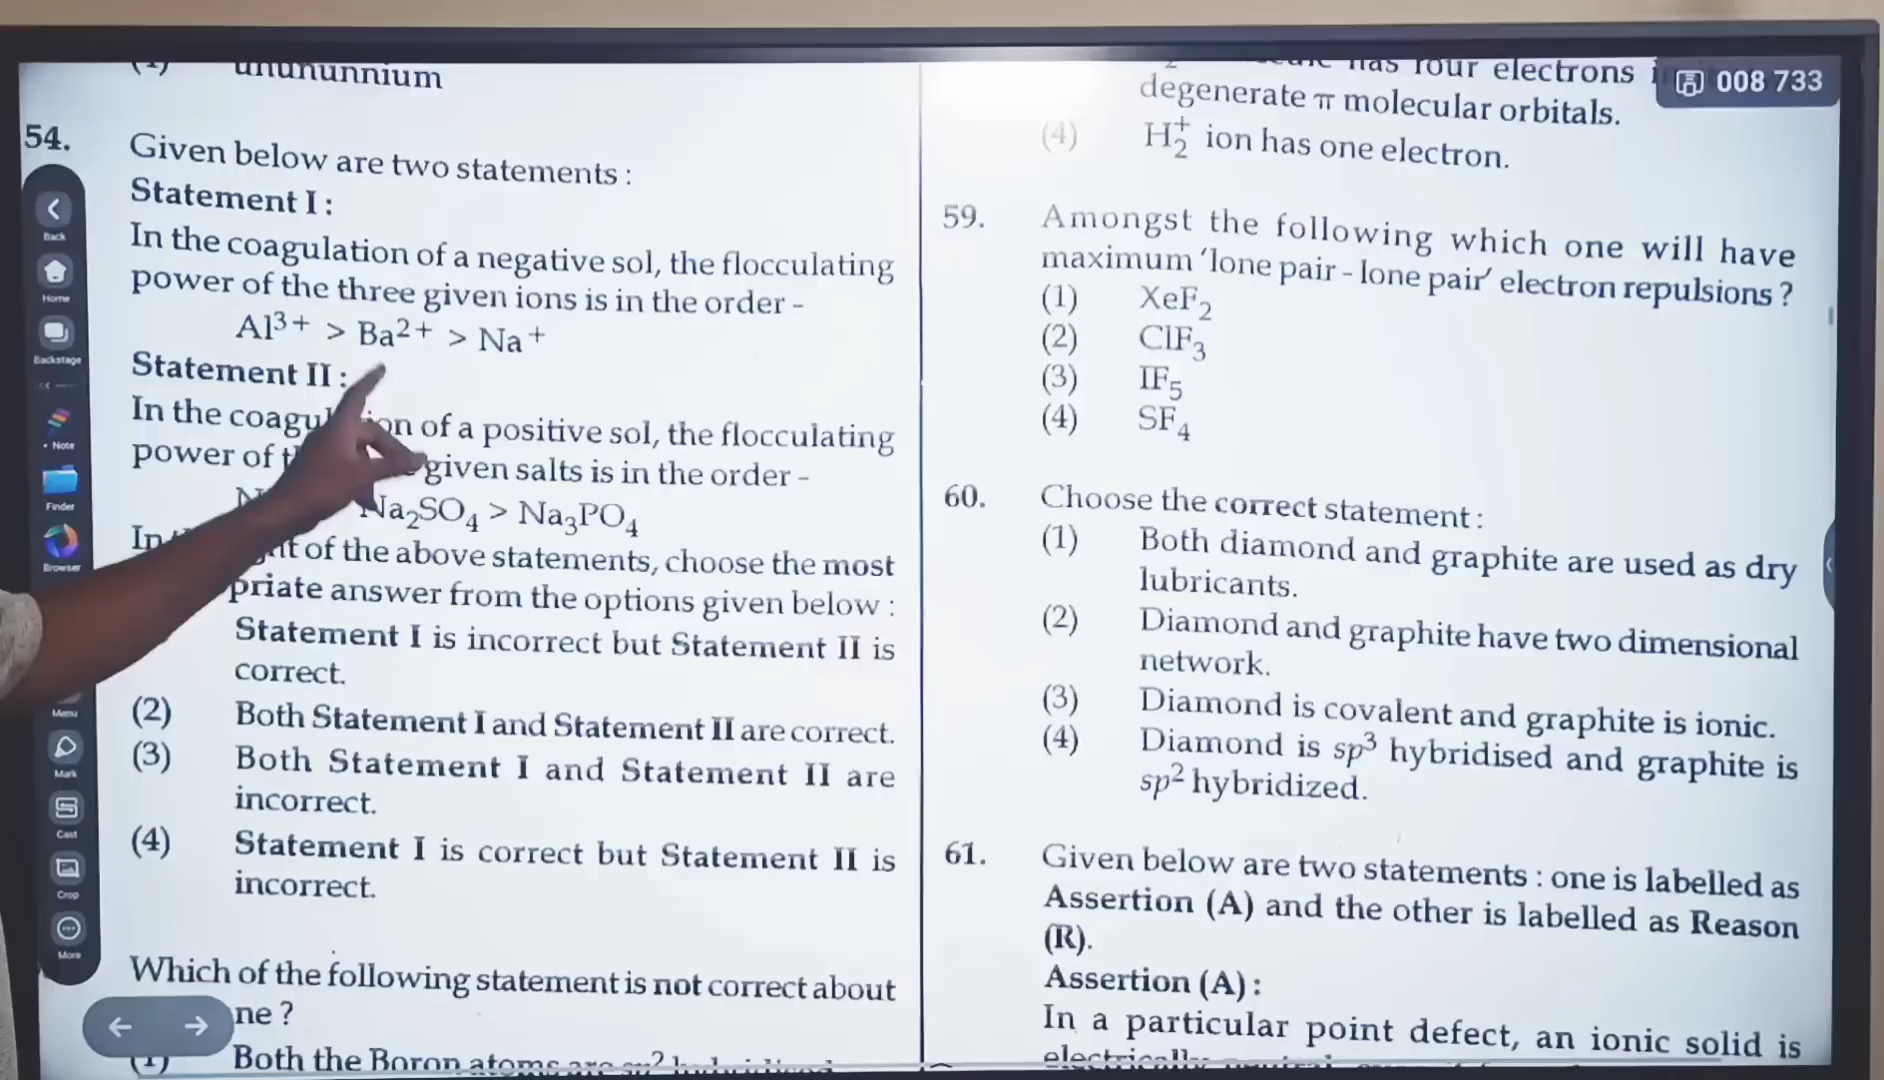 unununnium
54. Given below are two statements :
Statement I :
In the coagulation of a negative sol, the flocculating
power of the three given ions is in the order -
Al3+ > Ba2+ > Na+
Statement II :
In the of a positive sol, the flocculating
power of given salts is in the order -
Na2SO4 > Na3PO4
In of the above statements, choose the most
answer from the options given below :
Statement I is incorrect but Statement II is
correct.
(2) Both Statement I and Statement II are correct.
(3) Both Statement I and Statement II are
incorrect.
(4) Statement I is correct but Statement II is
incorrect.
Which of the following statement is not correct about
ne ?
(1) Both the Boron atoms are
has four electrons
degenerate π molecular orbitals.
(4) H2+ ion has one electron.
59. Amongst the following which one will have
maximum 'lone pair - lone pair' electron repulsions ?
(1) XeF2
(2) ClF3
(3) IF5
(4) SF4
60. Choose the correct statement :
(1) Both diamond and graphite are used as dry
lubricants.
(2) Diamond and graphite have two dimensional
network.
(3) Diamond is covalent and graphite is ionic.
(4) Diamond is sp3 hybridised and graphite is
sp2 hybridized.
61. Given below are two statements : one is labelled as
Assertion (A) and the other is labelled as Reason
(R).
Assertion (A) :
In a particular point defect, an ionic solid is
008 733
Back
Home
Backstage
Note
Finder
Browser
Menu
Mark
Cast
Crop
More